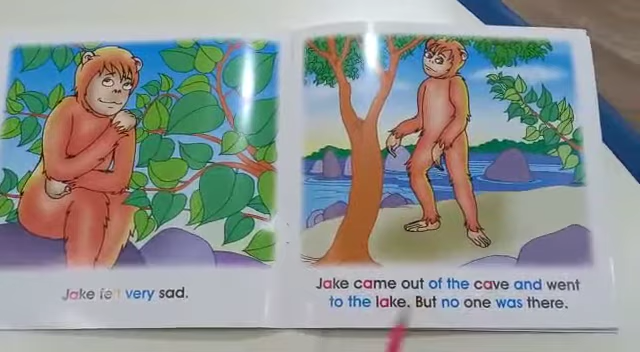 Jake felt very sad.
Jake came out of the cave and went
to the lake. But no one was there.